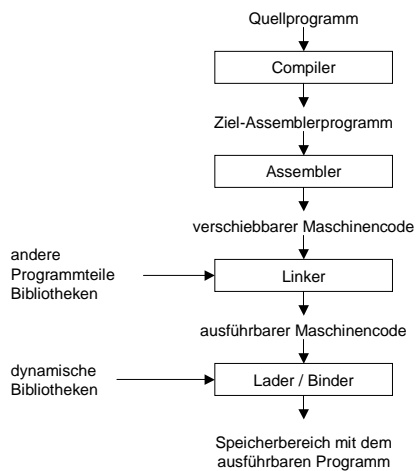 Quellprogramm
Compiler
Ziel-Assemblerprogramm
Assembler
verschiebbarer Maschinencode
andere
Programmteile
Bibliotheken
Linker
ausführbarer Maschinencode
dynamische
Bibliotheken
Lader / Binder
Speicherbereich mit dem
ausführbaren Programm